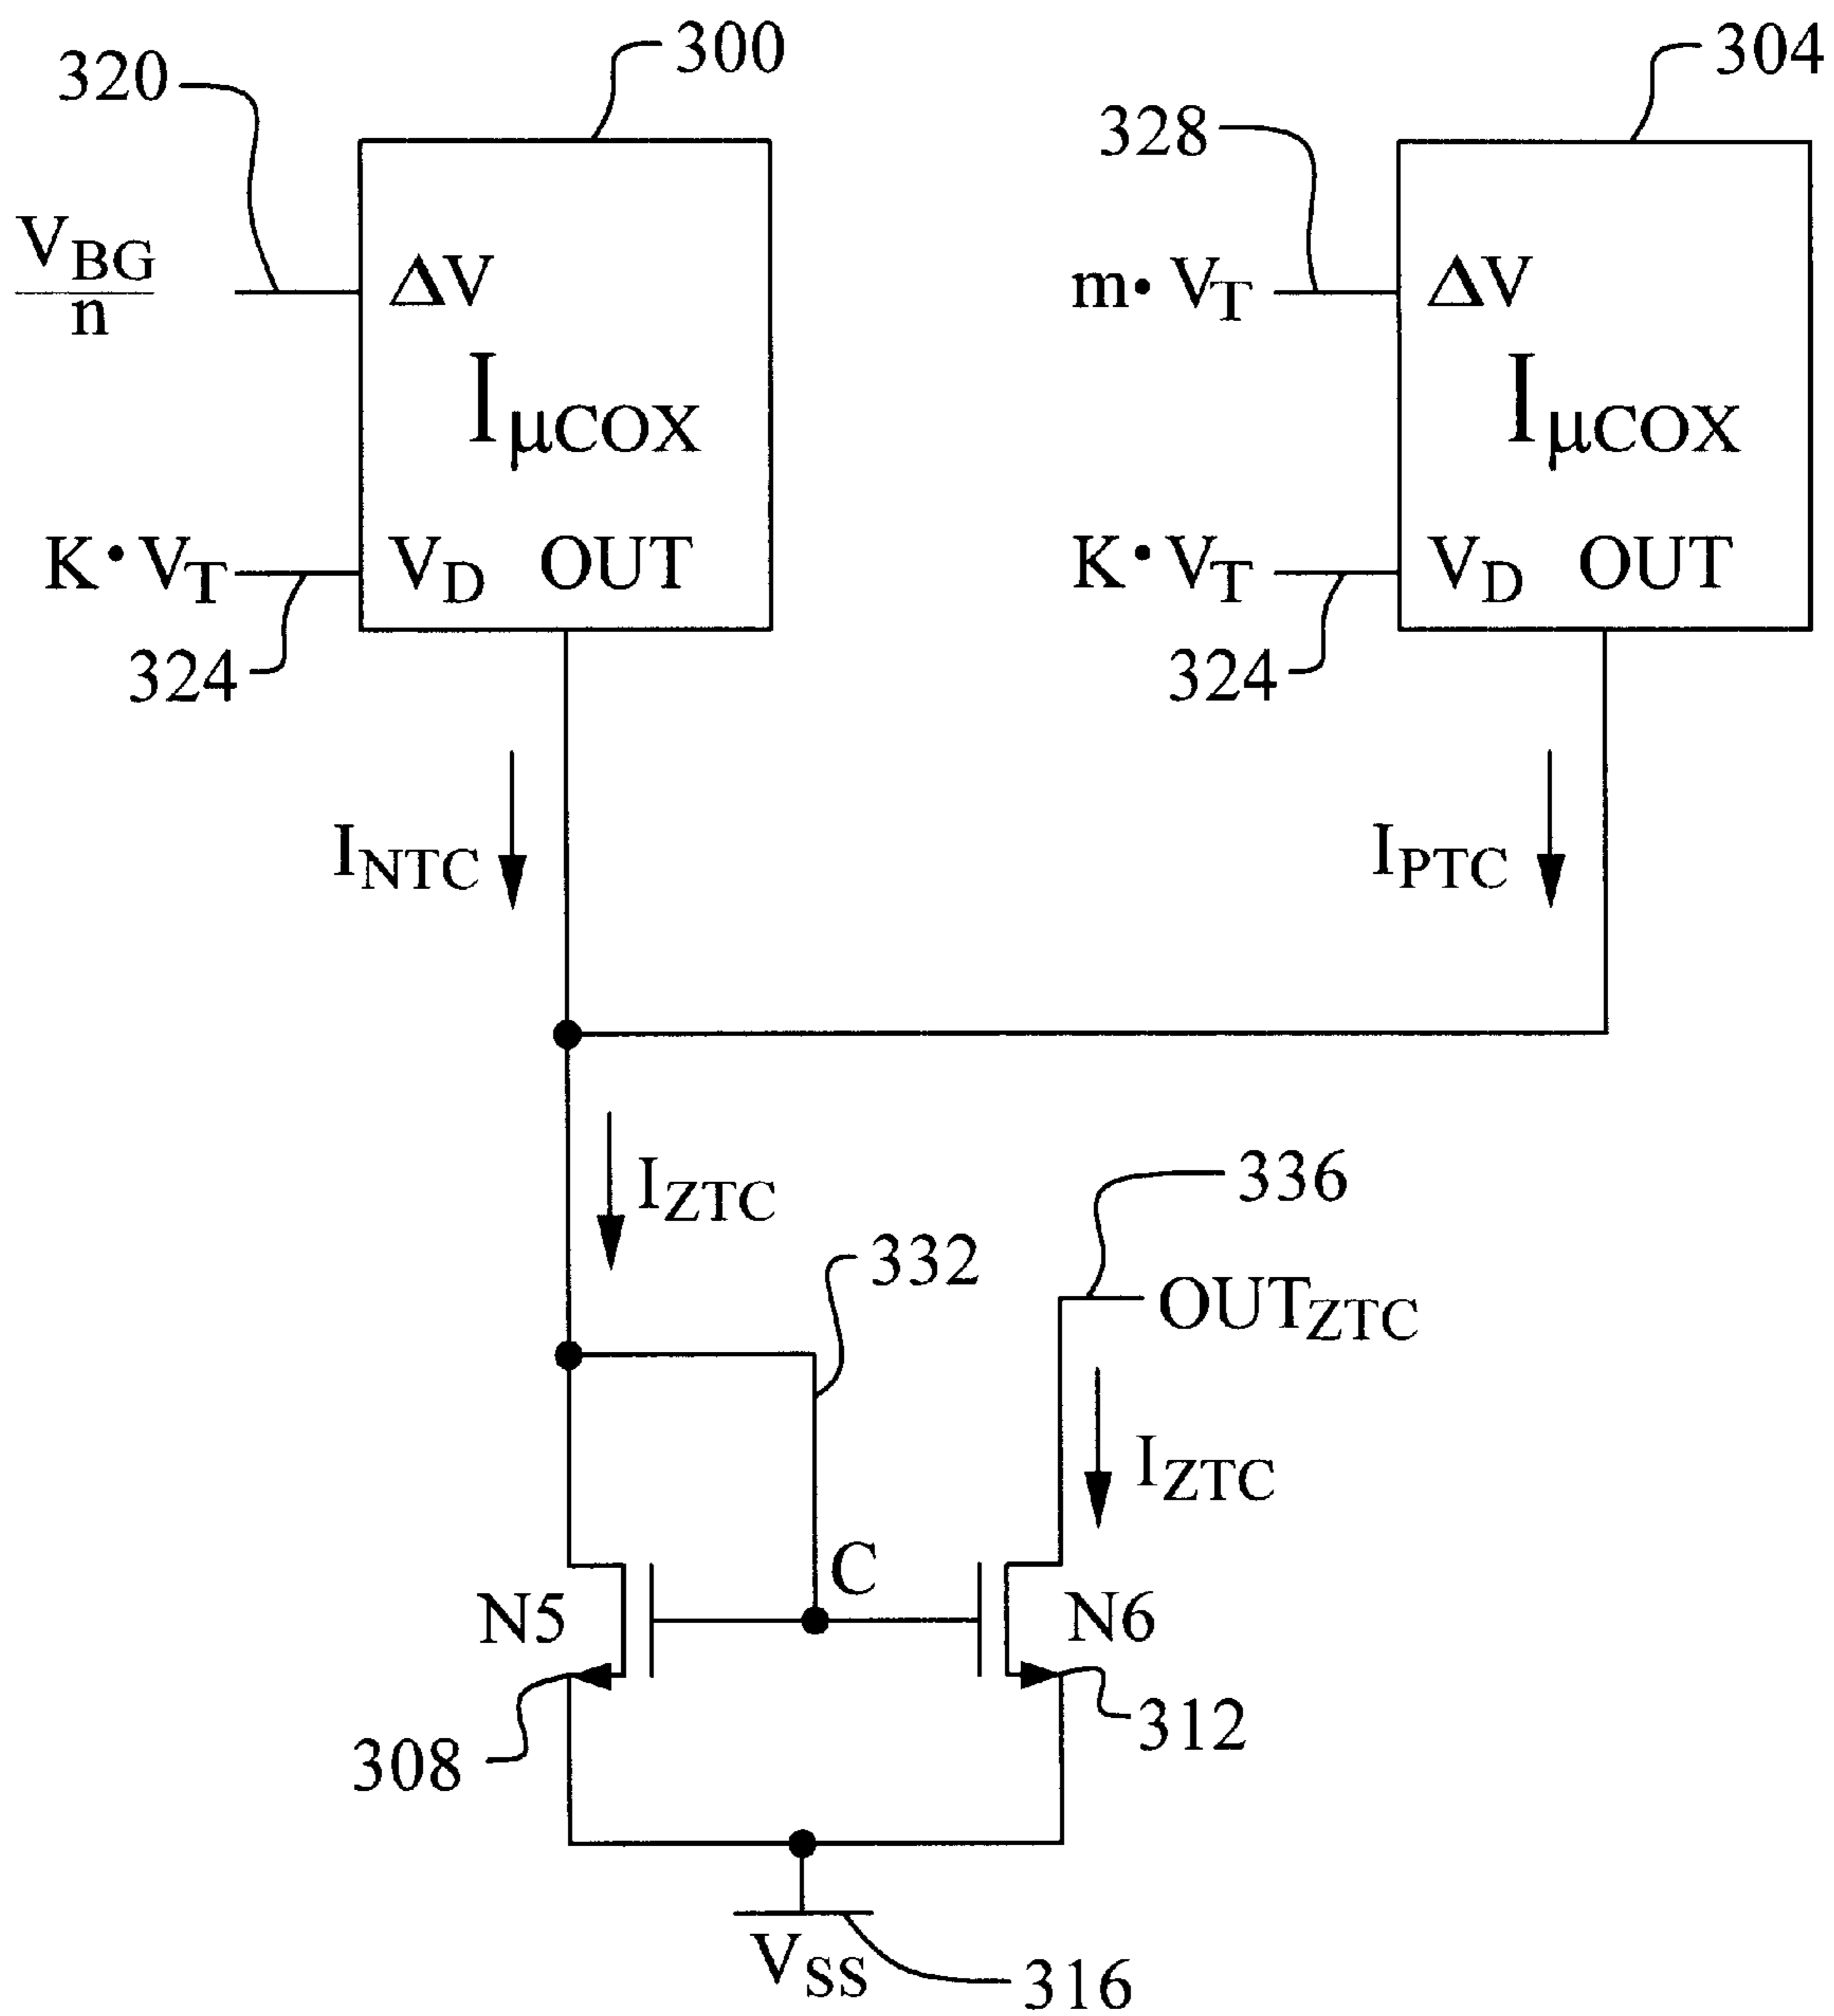 300
304
320
328
V_BG/n
ΔV
m• V_T
ΔV
I_μCOX
I_μCOX
K• V_T
V_D OUT
K• V_T
V_D OUT
324
324
I_NTC
I_PTC
I_ZTC
336
332
OUT_ZTC
I_ZTC
C
N5
N6
308
312
V_SS
316